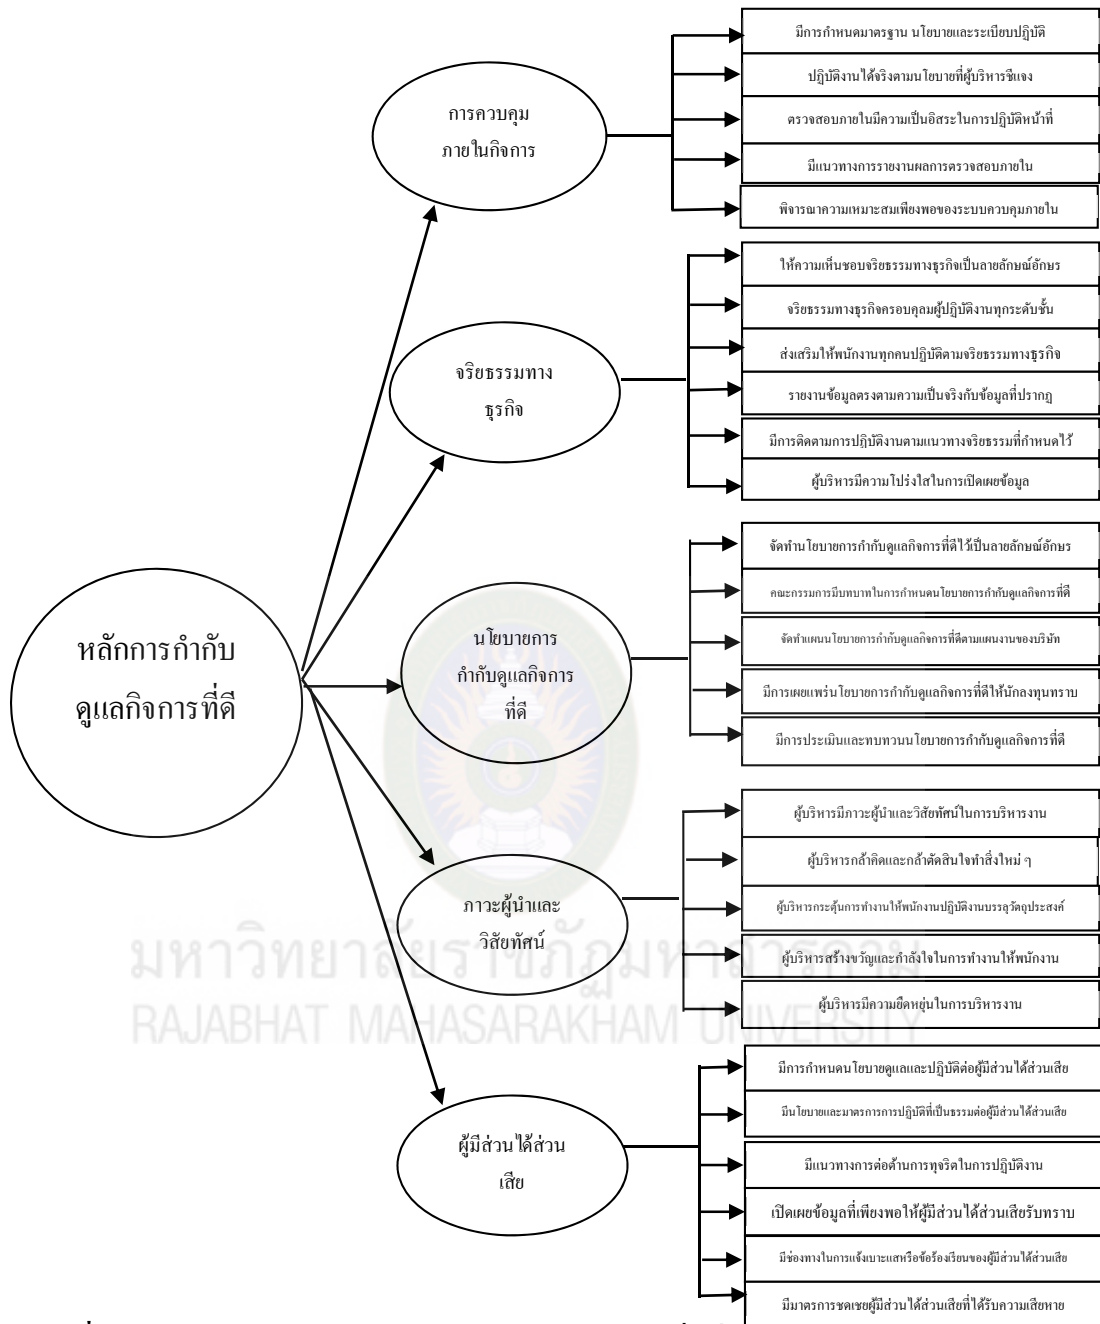 มีการกำหนดมาตรฐาน นโยบายและระเบียบปฏิบัติ
ปฏิบัติงานได้จริงตามนโยบายที่ผู้บริหารชี้แจง
ตรวจสอบภายในมีความเป็นอิสระในการปฏิบัติหน้าที่
มีแนวทางการรายงานผลการตรวจสอบภายใน
พิจารณาความเหมาะสมเพียงพอของระบบควบคุมภายใน
การควบคุม
ภายในกิจการ
ให้ความเห็นชอบจริยธรรมทางธุรกิจเป็นลายลักษณ์อักษร
จริยธรรมทางธุรกิจครอบคุลมผู้ปฏิบัติงานทุกระดับชั้น
ส่งเสริมให้พนักงานทุกคนปฏิบัติตามจริยธรรมทางธุรกิจ
รายงานข้อมูลตรงตามความเป็นจริงกับข้อมูลที่ปรากฏ
มีการติดตามการปฏิบัติงานตามแนวทางจริยธรรมที่กำหนดไว้
ผู้บริหารมีความโปร่งใสในการเปิดเผยข้อมูล
จริยธรรมทาง
ธุรกิจ
จัดทำนโยบายการกำกับดูแลกิจการที่ดีไว้เป็นลายลักษณ์อักษร
คณะกรรมการมีบทบาทในการกำหนดนโยบายการกำกับดูแลกิจการที่ดี
จัดทำแผนนโยบายการกำกับดูแลกิจการที่ดีตามแผนงานของบริษัท
มีการเผยแพร่นโยบายการกำกับดูแลกิจการที่ดีให้นักลงทุนทราบ
มีการประเมินและทบทวนนโยบายการกำกับดูแลกิจการที่ดี
นโยบายการ
กำกับดูแลกิจการ
ที่ดี
หลักการกำกับ
ดูแลกิจการที่ดี
ผู้บริหารมีภาวะผู้นำและวิสัยทัศน์ในการบริหารงาน
ผู้บริหารกล้าคิดและกล้าตัดสินใจทำสิ่งใหม่ ๆ
ผู้บริหารกระตุ้นการทำงานให้พนักงานปฏิบัติงานบรรลุวัตถุประสงค์
ผู้บริหารสร้างขวัญและกำลังใจในการทำงานให้พนักงาน
ผู้บริหารมีความยืดหยุ่นในการบริหารงาน
ภาวะผู้นำและ
วิสัยทัศน์
มหาวิทยาลัยราชภัฏมหาสารคาม
RAJABHAT MAHASARAKHAM UNIVERSITY
มีการกำหนดนโยบายดูแลและปฏิบัติต่อผู้มีส่วนได้ส่วนเสีย
มีนโยบายและมาตรการการปฏิบัติที่เป็นธรรมต่อผู้มีส่วนได้ส่วนเสีย
มีแนวทางการต่อต้านการทุจริตในการปฏิบัติงาน
เปิดเผยข้อมูลที่เพียงพอให้ผู้มีส่วนได้ส่วนเสียรับทราบ
มีช่องทางในการแจ้งเบาะแสหรือข้อร้องเรียนของผู้มีส่วนได้ส่วนเสีย
มีมาตรการชดเชยผู้มีส่วนได้ส่วนเสียที่ได้รับความเสียหาย
ผู้มีส่วนได้ส่วน
เสีย